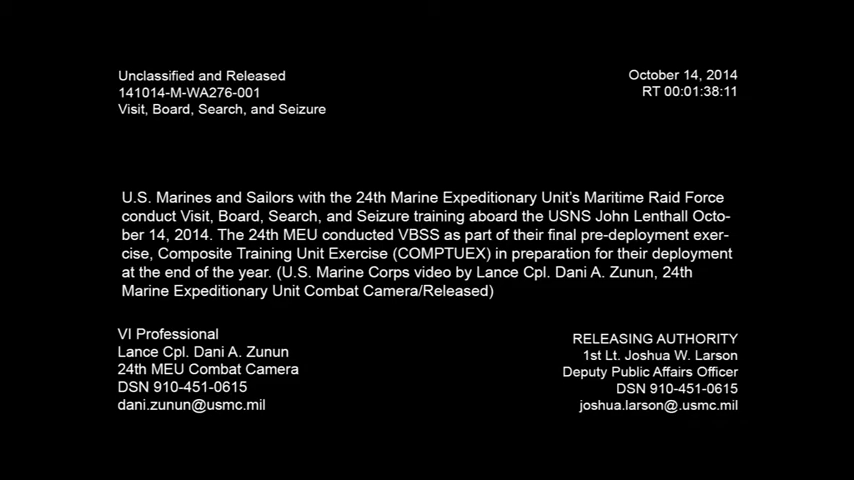 Unclassified and Released
141014-M-WA276-001
Visit, Board, Search, and Seizure
October 14, 2014
RT 00:01:38:11
U.S. Marines and Sailors with the 24th Marine Expeditionary Unit's Maritime Raid Force
conduct Visit, Board, Search, and Seizure training aboard the USNS John Lenthall Octo-
ber 14, 2014. The 24th MEU conducted VBSS as part of their final pre-deployment exer-
cise, Composite Training Unit Exercise (COMPTUEX) in preparation for their deployment
at the end of the year. (U.S. Marine Corps video by Lance Cpl. Dani A. Zunun, 24th
Marine Expeditionary Unit Combat Camera/Released)
VI Professional
Lance Cpl. Dani A. Zunun
24th MEU Combat Camera
DSN 910-451-0615
dani.zunun@usmc.mil
RELEASING AUTHORITY
1st Lt. Joshua W. Larson
Deputy Public Affairs Officer
DSN 910-451-0615
joshua.larson@.usmc.mil